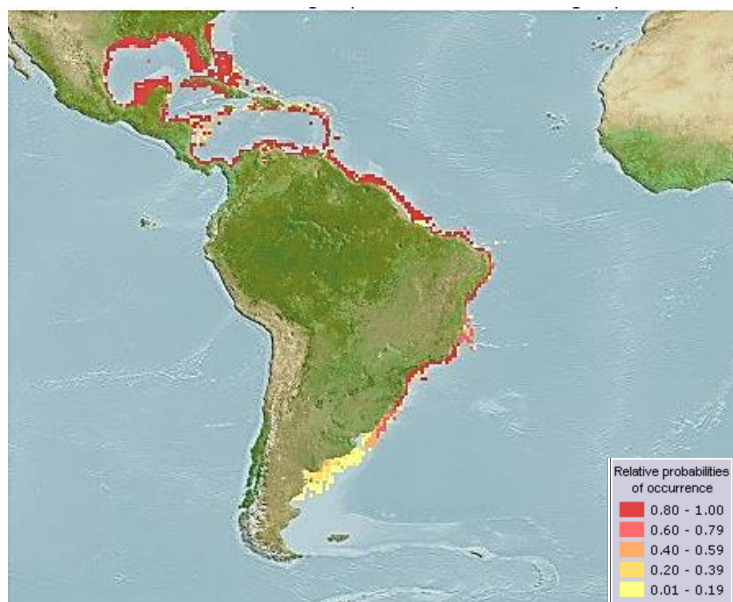 Relative probabilities
of occurrence
0.80 - 1.00
0.60 - 0.79
0.40 - 0.59
0.20 - 0.39
0.01 - 0.19